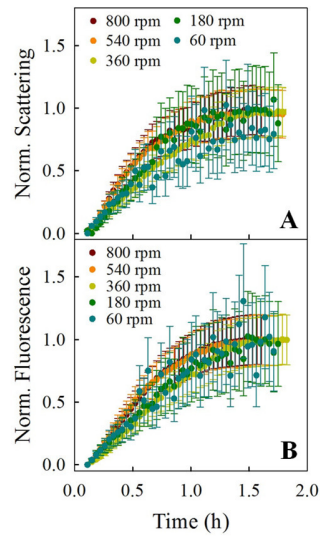 800 rpm
180 rpm
540 rpm
60 rpm
360 rpm
1.5
1.0
0.5
0.0
Norm. Scattering
A
800 rpm
540 rpm
360 rpm
180 rpm
60 rpm
1.5
1.0
0.5
0.0
Norm. Fluorescence
B
0.0 0.5 1.0 1.5 2.0
Time (h)